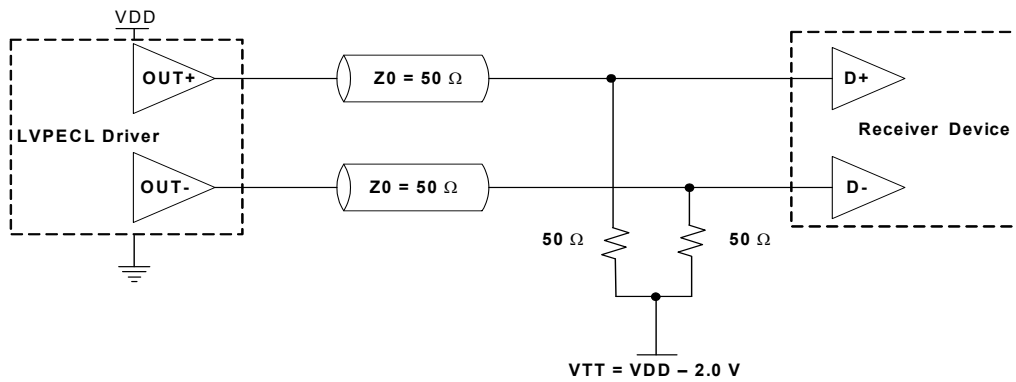 VDD
OUT+
Z0 = 50 Ω
D+
LVPECL Driver
Receiver Device
OUT-
Z0 = 50 Ω
D-
50 Ω
50 Ω
VTT = VDD – 2.0 V